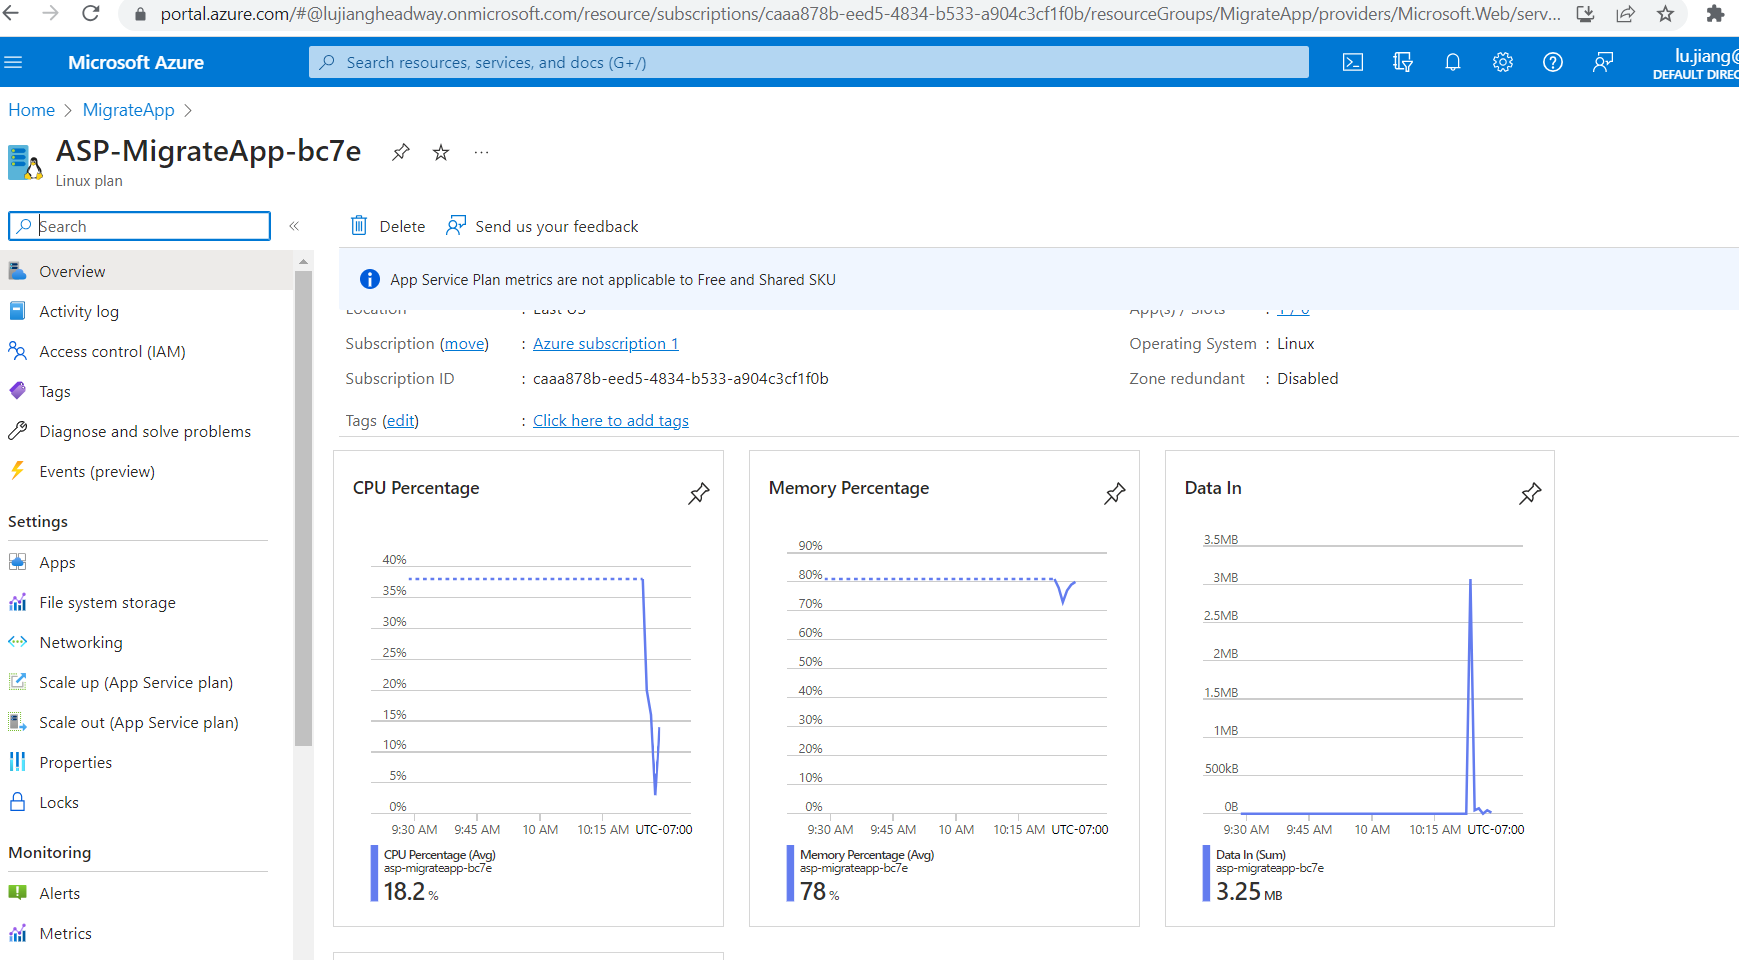 portal.azure.com/#@lujiangheadway.onmicrosoft.com/resource/subscriptions/caaa878b-eed5-4834-b533-a904c3cf1f0b/resourceGroups/MigrateApp/providers/Microsoft.Web/serv...
Microsoft Azure
Search resources, services, and docs (G+/)
lu.jiang@
DEFAULT DIREC
Home > MigrateApp >
ASP-MigrateApp-bc7e
Linux plan
Search
Delete
Send us your feedback
Overview
Activity log
Access control (IAM)
Tags
Diagnose and solve problems
Events (preview)
Settings
Apps
File system storage
Networking
Scale up (App Service plan)
Scale out (App Service plan)
Properties
Locks
Monitoring
Alerts
Metrics
App Service Plan metrics are not applicable to Free and Shared SKU
Location : East US
App(s) / Slots : 1 / 0
Subscription (move) : Azure subscription 1
Operating System : Linux
Subscription ID : caaa878b-eed5-4834-b533-a904c3cf1f0b
Zone redundant : Disabled
Tags (edit) : Click here to add tags
CPU Percentage
40%
35%
30%
25%
20%
15%
10%
5%
0%
9:30 AM 9:45 AM 10 AM 10:15 AM UTC-07:00
CPU Percentage (Avg)
asp-migrateapp-bc7e
18.2 %
Memory Percentage
90%
80%
70%
60%
50%
40%
30%
20%
10%
0%
9:30 AM 9:45 AM 10 AM 10:15 AM UTC-07:00
Memory Percentage (Avg)
asp-migrateapp-bc7e
78 %
Data In
3.5MB
3MB
2.5MB
2MB
1.5MB
1MB
500kB
0B
9:30 AM 9:45 AM 10 AM 10:15 AM UTC-07:00
Data In (Sum)
asp-migrateapp-bc7e
3.25 MB